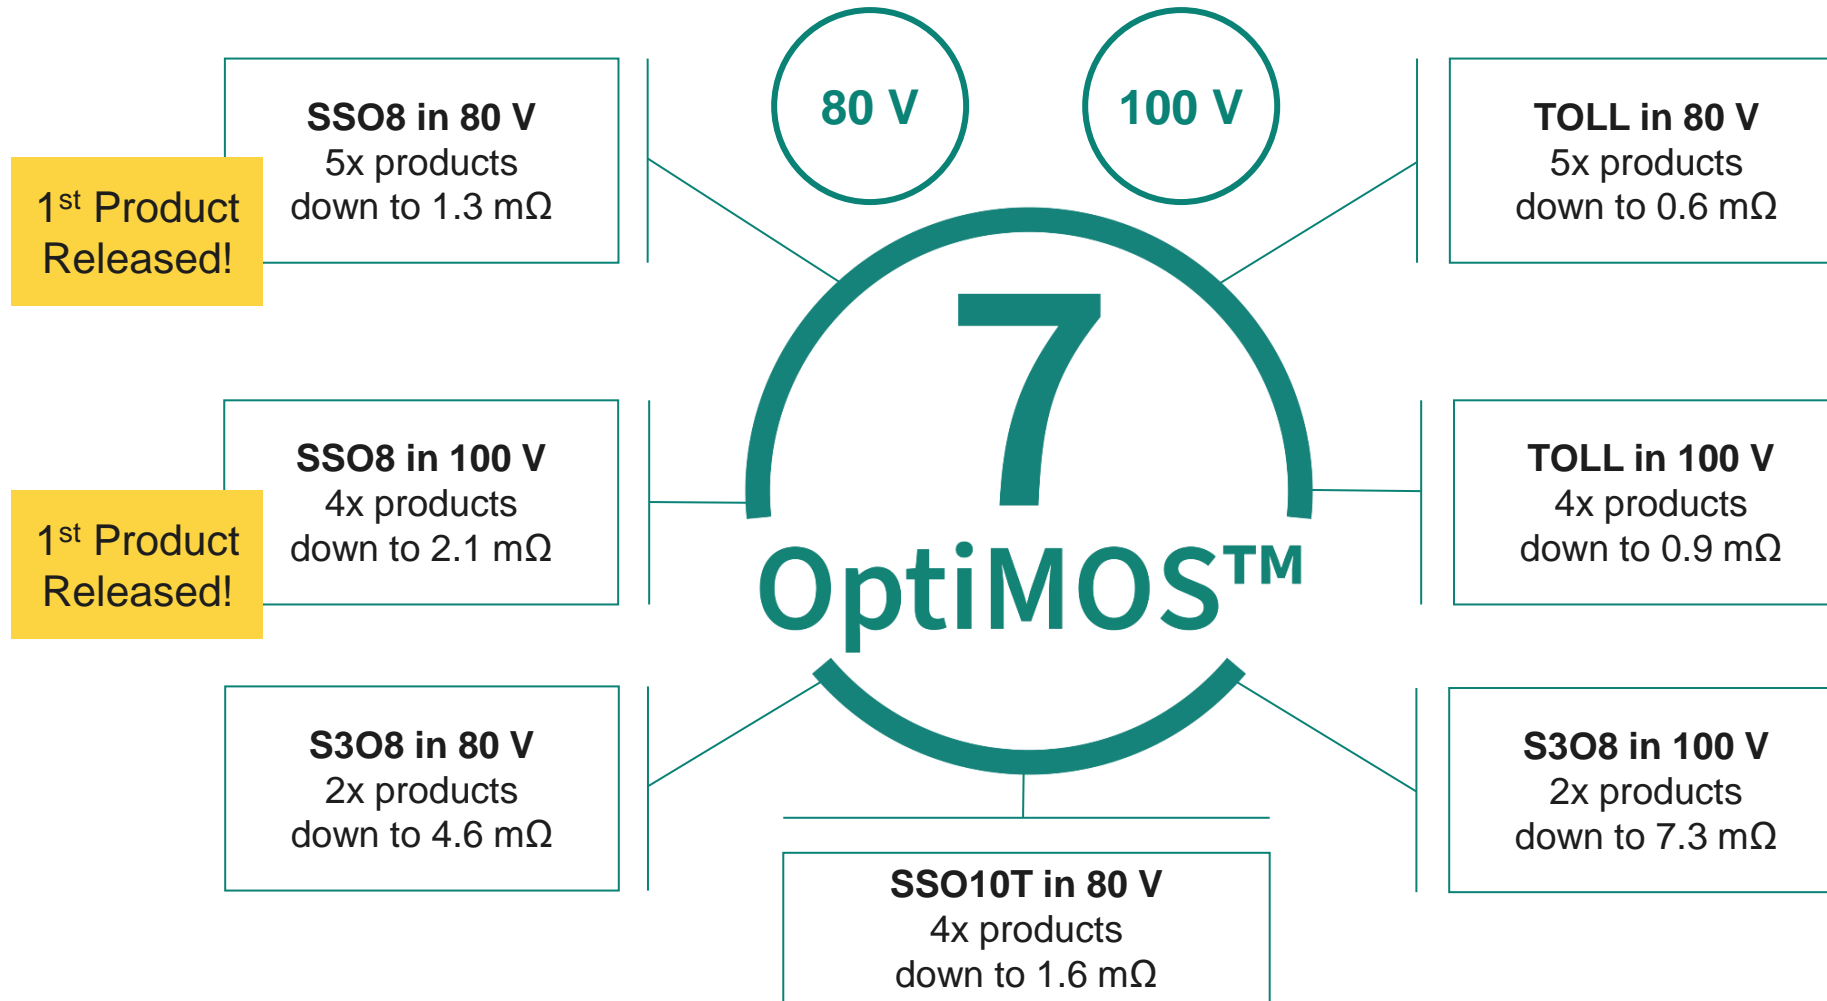 80 V
100 V
SSO8 in 80 V
5x products
down to 1.3 mΩ
1st Product
Released!
TOLL in 80 V
5x products
down to 0.6 mΩ
7
OptiMOS™
SSO8 in 100 V
4x products
down to 2.1 mΩ
1st Product
Released!
TOLL in 100 V
4x products
down to 0.9 mΩ
S3O8 in 80 V
2x products
down to 4.6 mΩ
S3O8 in 100 V
2x products
down to 7.3 mΩ
SSO10T in 80 V
4x products
down to 1.6 mΩ